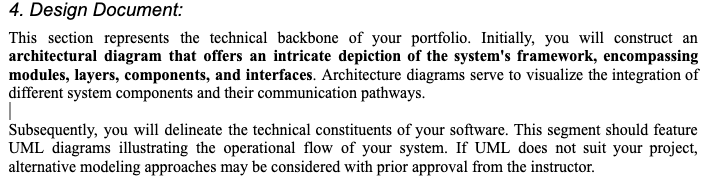 4. Design Document:
This section represents the technical backbone of your portfolio. Initially, you will construct an
architectural diagram that offers an intricate depiction of the system's framework, encompassing
modules, layers, components, and interfaces. Architecture diagrams serve to visualize the integration of
different system components and their communication pathways.
Subsequently, you will delineate the technical constituents of your software. This segment should feature
UML diagrams illustrating the operational flow of your system. If UML does not suit your project,
alternative modeling approaches may be considered with prior approval from the instructor.